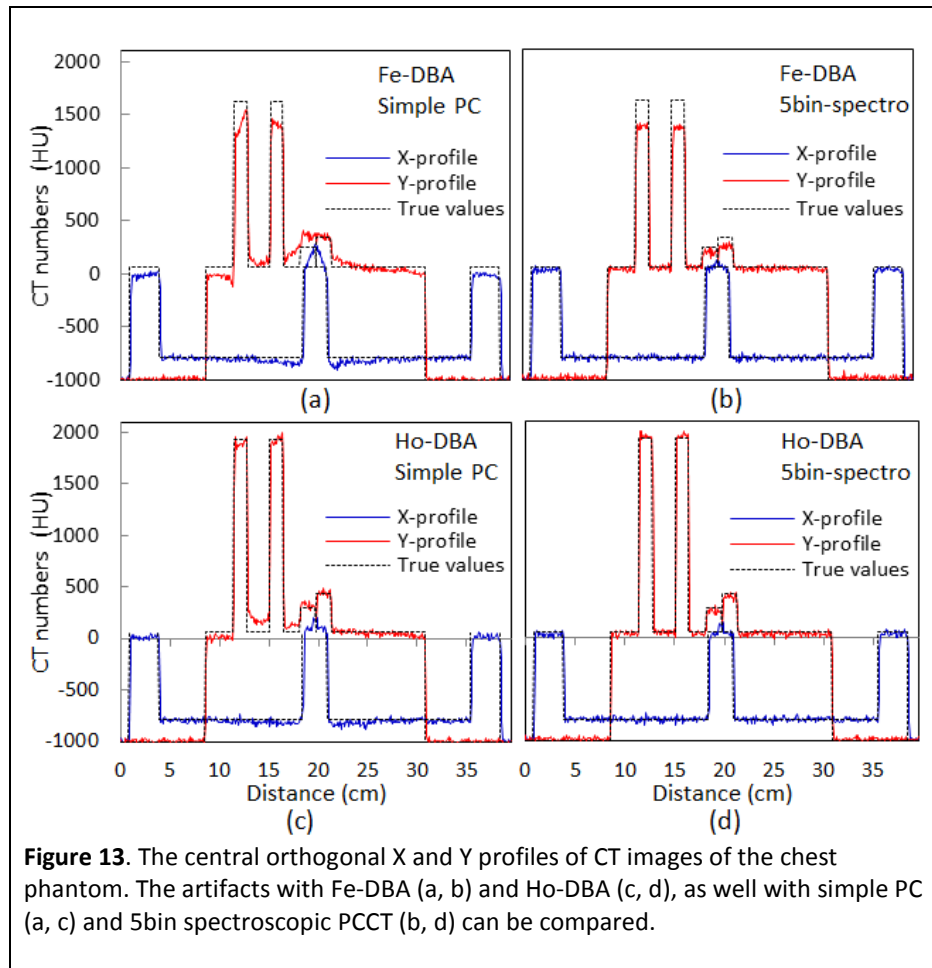 2000
1500
1000
500
0
-500
-1000
CT numbers (HU)
Fe-DBA
Simple PC
X-profile
Y-profile
True values
(a)
Fe-DBA
5bin-spectro
X-profile
Y-profile
True values
(b)
2000
1500
1000
500
0
-500
-1000
CT numbers (HU)
Ho-DBA
Simple PC
X-profile
Y-profile
True values
0 5 10 15 20 25 30 35
Distance (cm)
(c)
Ho-DBA
5bin-spectro
X-profile
Y-profile
True values
0 5 10 15 20 25 30 35
Distance (cm)
(d)
Figure 13. The central orthogonal X and Y profiles of CT images of the chest
phantom. The artifacts with Fe-DBA (a, b) and Ho-DBA (c, d), as well with simple PC
(a, c) and 5bin spectroscopic PCCT (b, d) can be compared.